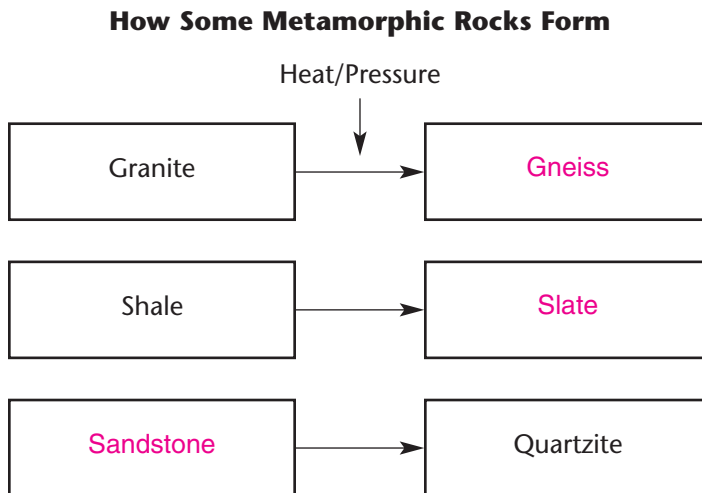 How Some Metamorphic Rocks Form
Heat/Pressure
Granite
Gneiss
Shale
Slate
Sandstone
Quartzite